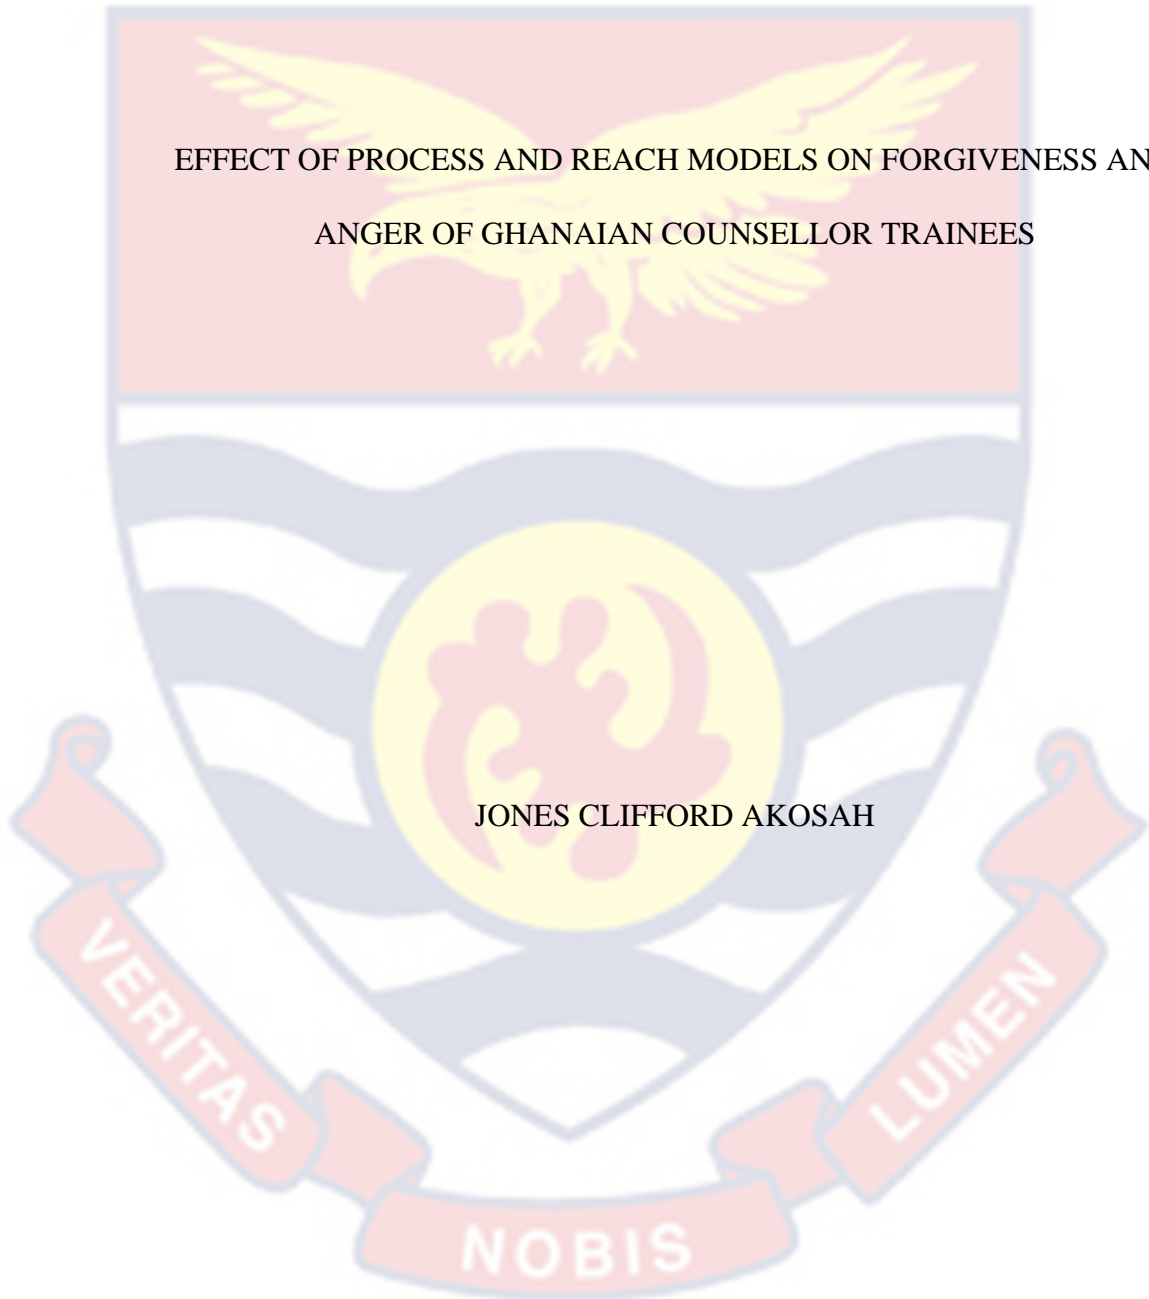 EFFECT OF PROCESS AND REACH MODELS ON FORGIVENESS AN
ANGER OF GHANAIAN COUNSELLOR TRAINEES
JONES CLIFFORD AKOSAH
VERITAS
NOBIS
LUMEN